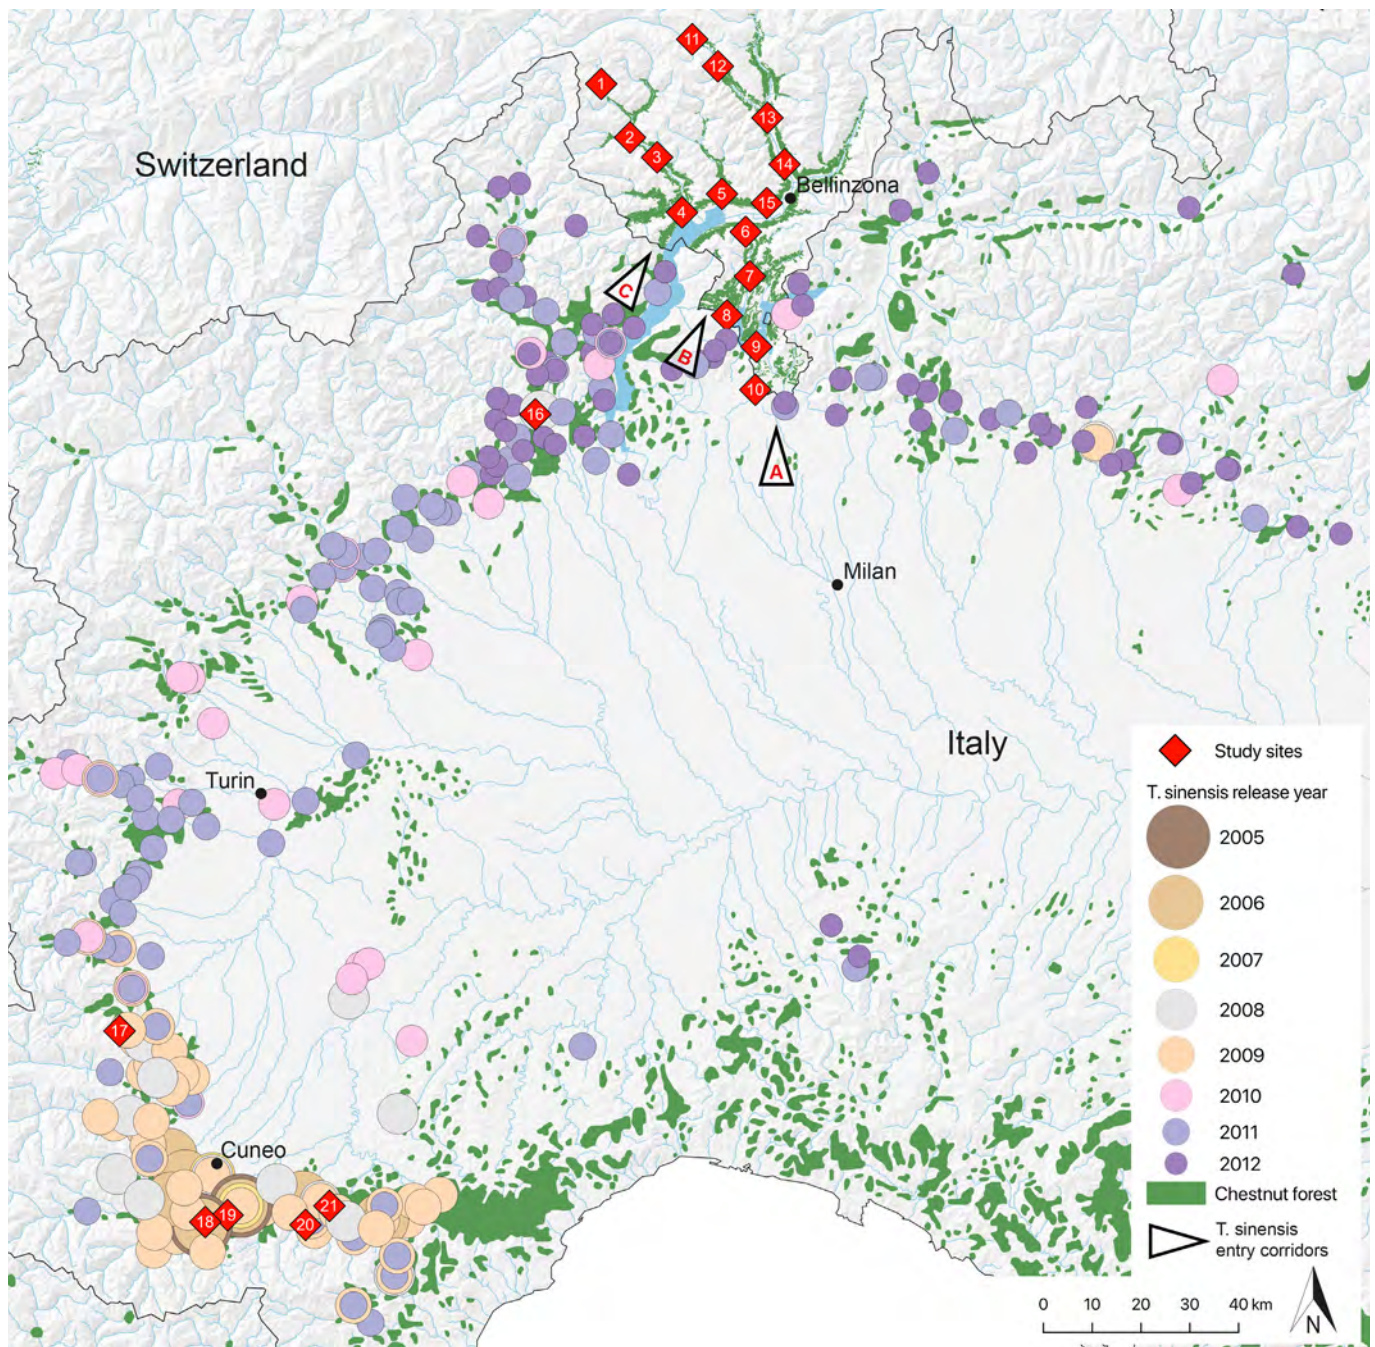 11
12
1
13
2
3
14
Switzerland
5
15
Bellinzona
4
6
7
C
8
B
9
10
16
A
Milan
Italy
Turin
17
Cuneo
18
19
20
21
Study sites
T. sinensis release year
2005
2006
2007
2008
2009
2010
2011
2012
Chestnut forest
T. sinensis
entry corridors
0 10 20 30 40 km
N